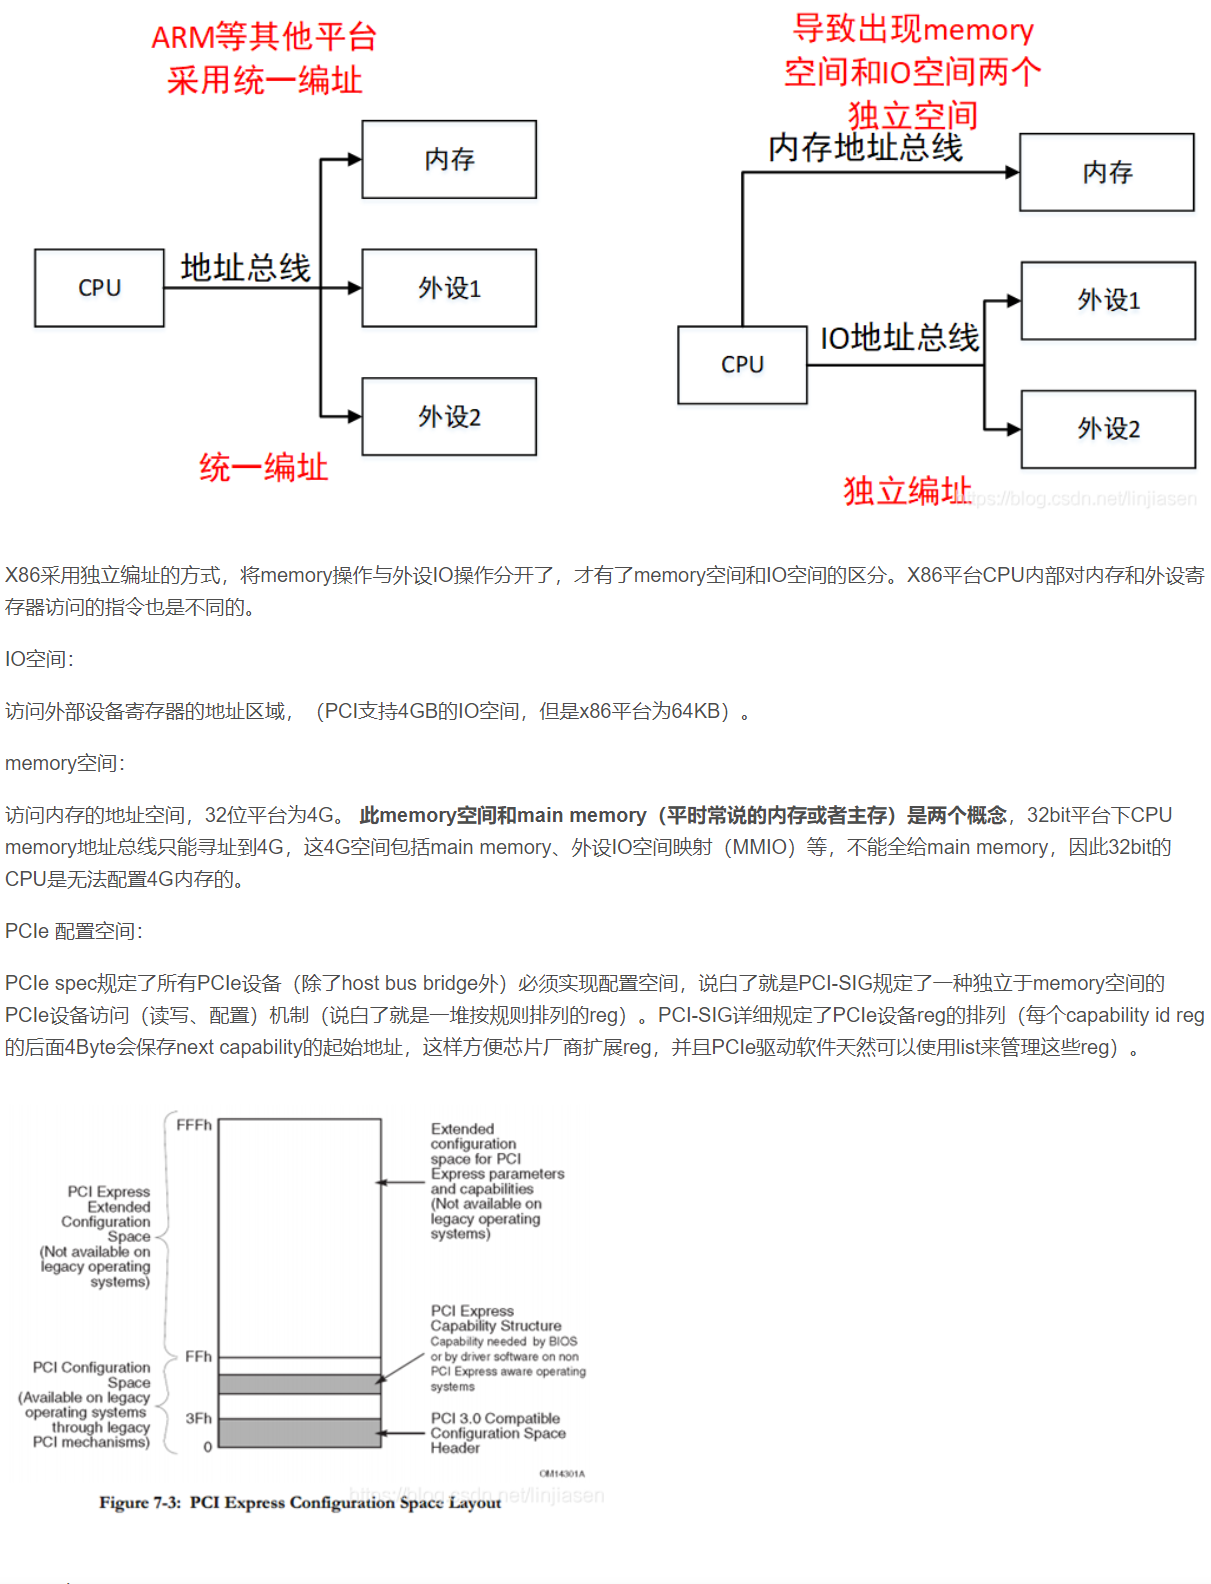 ARM等其他平台
采用统一编址
内存
地址总线
CPU
外设1
外设2
统一编址
导致出现memory
空间和IO空间两个
独立空间
内存地址总线
内存
外设1
IO地址总线
CPU
外设2
独立编址
https://blog.csdn.net/linjiasen
X86采用独立编址的方式，将memory操作与外设IO操作分开了，才有了memory空间和IO空间的区分。X86平台CPU内部对内存和外设寄
存器访问的指令也是不同的。
IO空间：
访问外部设备寄存器的地址区域，（PCI支持4GB的IO空间，但是x86平台为64KB）。
memory空间：
访问内存的地址空间，32位平台为4G。 此memory空间和main memory（平时常说的内存或者主存）是两个概念，32bit平台下CPU
memory地址总线只能寻址到4G，这4G空间包括main memory、外设IO空间映射（MMIO）等，不能全给main memory，因此32bit的
CPU是无法配置4G内存的。
PCIe 配置空间：
PCIe spec规定了所有PCIe设备（除了host bus bridge外）必须实现配置空间，说白了就是PCI-SIG规定了一种独立于memory空间的
PCIe设备访问（读写、配置）机制（说白了就是一堆按规则排列的reg）。PCI-SIG详细规定了PCIe设备reg的排列（每个capability id reg
的后面4Byte会保存next capability的起始地址，这样方便芯片厂商扩展reg，并且PCIe驱动软件天然可以使用list来管理这些reg）。
FFFh
PCI Express
Extended
Configuration
Space
(Not available on
legacy operating
systems)
FFh
PCI Configuration
Space
(Available on legacy
operating systems
through legacy
PCI mechanisms)
3Fh
0
Extended
configuration
space for PCI
Express parameters
and capabilities
(Not available on
legacy operating
systems)
PCI Express
Capability Structure
Capability needed by BIOS
or by driver software on non
PCI Express aware operating
systems
PCI 3.0 Compatible
Configuration Space
Header
OM14301A
https://blog.csdn.net/linjiasen
Figure 7-3: PCI Express Configuration Space Layout